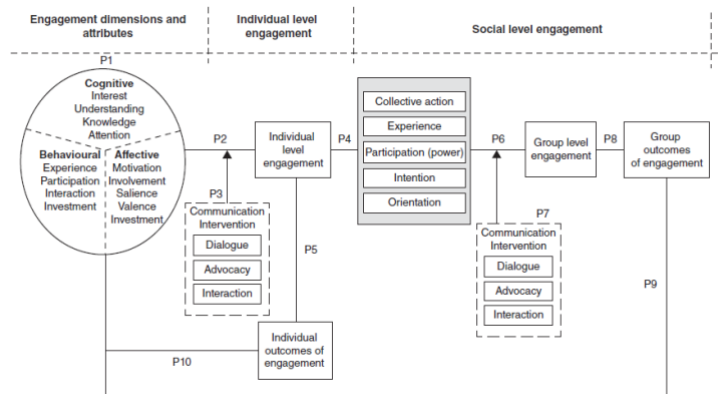 Engagement dimensions and
attributes
Individual level
engagement
Social level engagement
P1
Cognitive
Interest
Understanding
Knowledge
Attention
Behavioural
Experience
Participation
Interaction
Investment
Affective
Motivation
Involvement
Salience
Valence
Investment
P2
P3
Communication
Intervention
Dialogue
Advocacy
Interaction
Individual
level
engagement
P4
P5
Individual
outcomes of
engagement
P10
Collective action
Experience
Participation (power)
Intention
Orientation
P6
P7
Communication
Intervention
Dialogue
Advocacy
Interaction
Group level
engagement
P8
Group
outcomes
of engagement
P9